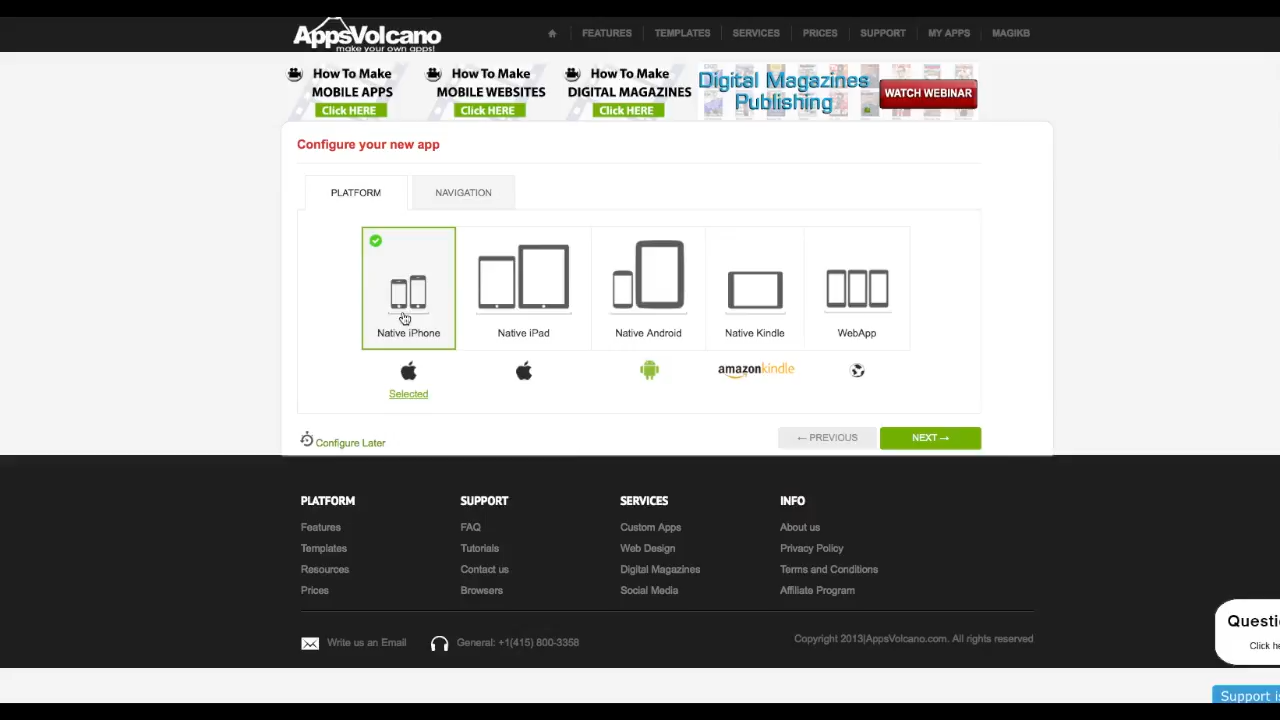 AppsVolcano
make your own apps!
FEATURES TEMPLATES SERVICES PRICES SUPPORT MY APPS MAGIKB
How To Make
MOBILE APPS
Click HERE
How To Make
MOBILE WEBSITES
Click HERE
How To Make
DIGITAL MAGAZINES
Click HERE
Digital Magazines
Publishing
WATCH WEBINAR
Configure your new app
PLATFORM NAVIGATION
Native iPhone Native iPad Native Android Native Kindle WebApp
amazonkindle
Selected
Configure Later
← PREVIOUS NEXT →
PLATFORM
Features
Templates
Resources
Prices
SUPPORT
FAQ
Tutorials
Contact us
Browsers
SERVICES
Custom Apps
Web Design
Digital Magazines
Social Media
INFO
About us
Privacy Policy
Terms and Conditions
Affiliate Program
Write us an Email General: +1(415) 800-3358
Copyright 2013|AppsVolcano.com. All rights reserved
Questi
Click he
Support is